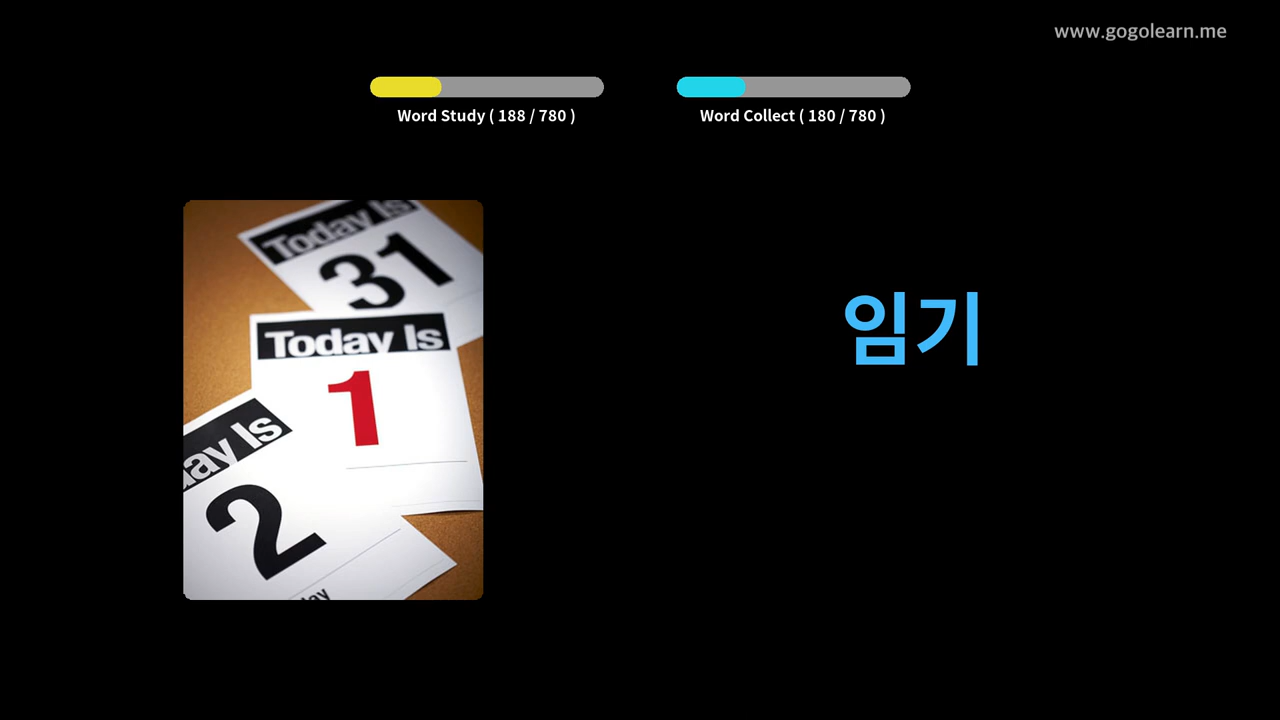 www.gogolearn.me
Word Study ( 188 / 780 )
Word Collect ( 180 / 780 )
Today Is
31
Today Is
1
ay Is
2
임기